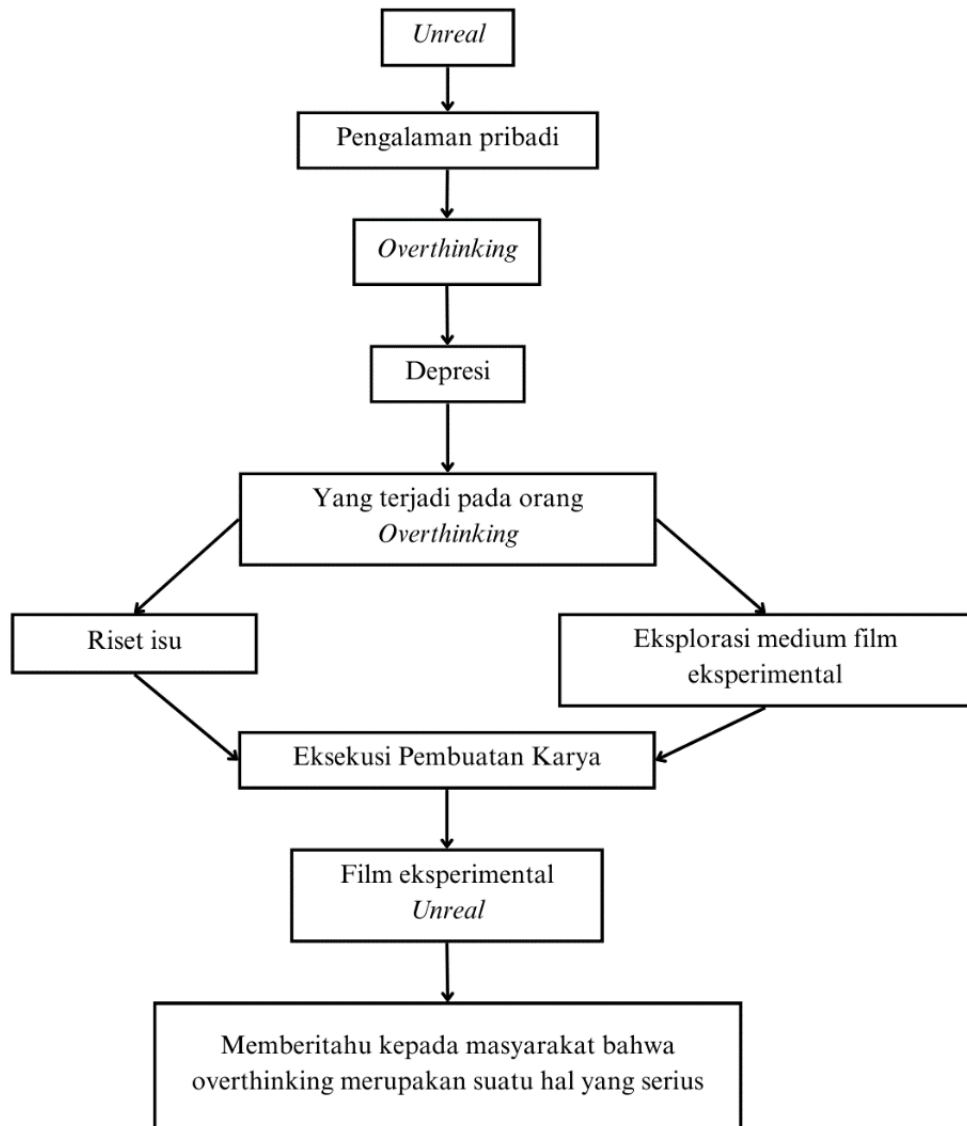 Unreal
Pengalaman pribadi
Overthinking
Depresi
Yang terjadi pada orang
Overthinking
Riset isu
Eksplorasi medium film
eksperimental
Eksekusi Pembuatan Karya
Film eksperimental
Unreal
Memberitahu kepada masyarakat bahwa
overthinking merupakan suatu hal yang serius